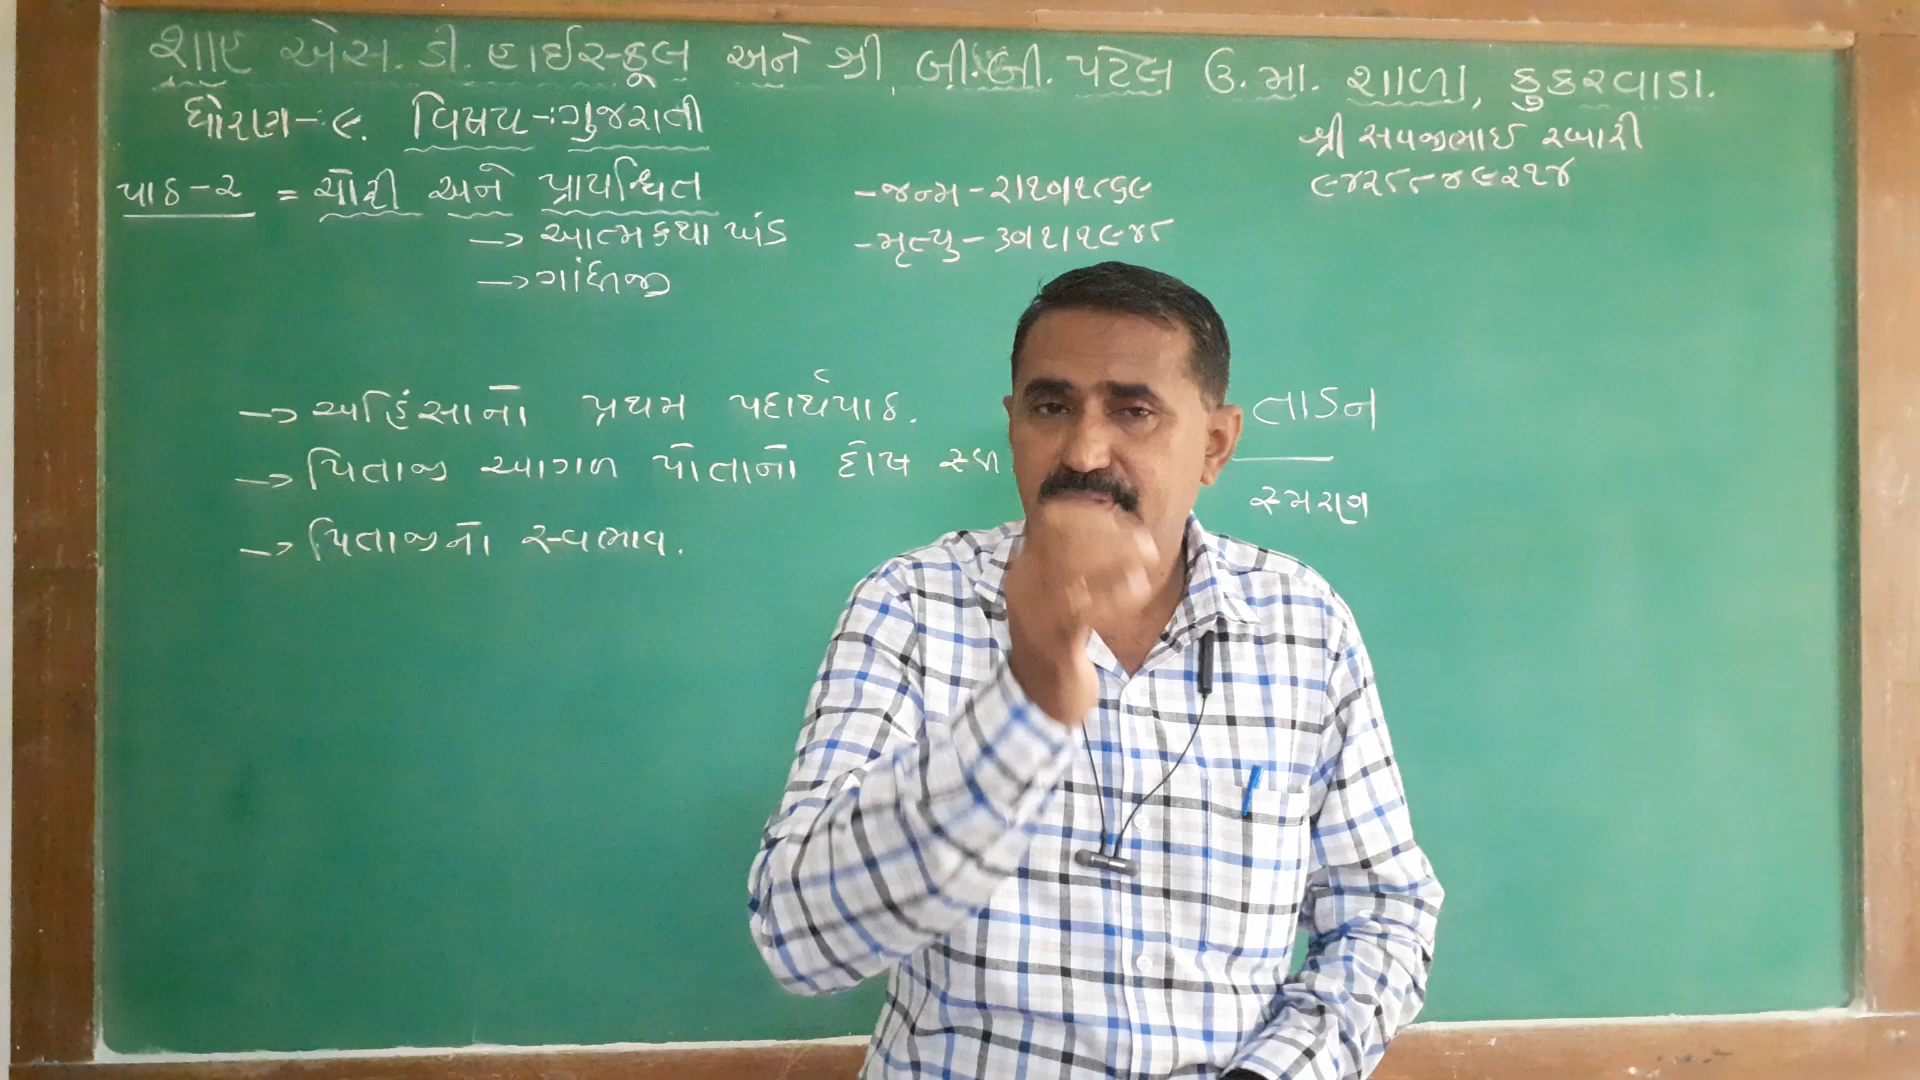 શાહ એસ. ડી. હાઈસ્કૂલ અને શ્રી બી.બી. પટેલ ઉ. મા. શાળા, કુકરવાડા.
ધોરણ-:૯. વિષય-:ગુજરાતી
શ્રી સવજીભાઈ રબારી
૯૪૨૮૮૪૯૨૧૪
પાઠ-૨ = ચોરી અને પ્રાયશ્ચિત
-જન્મ-૨।૧૦।૧૮૬૯
→ આત્મકથા ખંડ
-મૃત્યુ-૩૦।૧।૧૯૪૮
→ ગાંધીજી
→ અહિંસાનો પ્રથમ પદાર્થપાઠ.
તાડન
→ પિતાજી આગળ પોતાનો દોષ
સ્મરણ
→ પિતાજીનો સ્વભાવ.